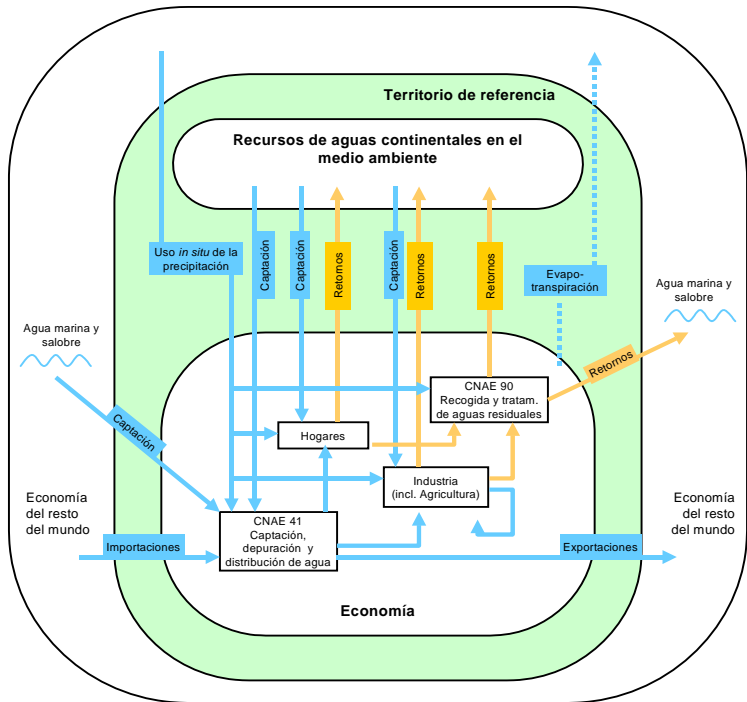 Territorio de referencia
Recursos de aguas continentales en el
medio ambiente
Uso in situ de la
precipitación
Captación
Captación
Retornos
Captación
Retornos
Retornos
Evapo-
transpiración
Agua marina y
salobre
Agua marina y
salobre
Captación
Retornos
CNAE 90
Recogida y tratam.
de aguas residuales
Hogares
Industria
(incl. Agricultura)
Economía
del resto
del mundo
Economía
del resto
del mundo
CNAE 41
Captación,
depuración y
distribución de agua
Importaciones
Exportaciones
Economía